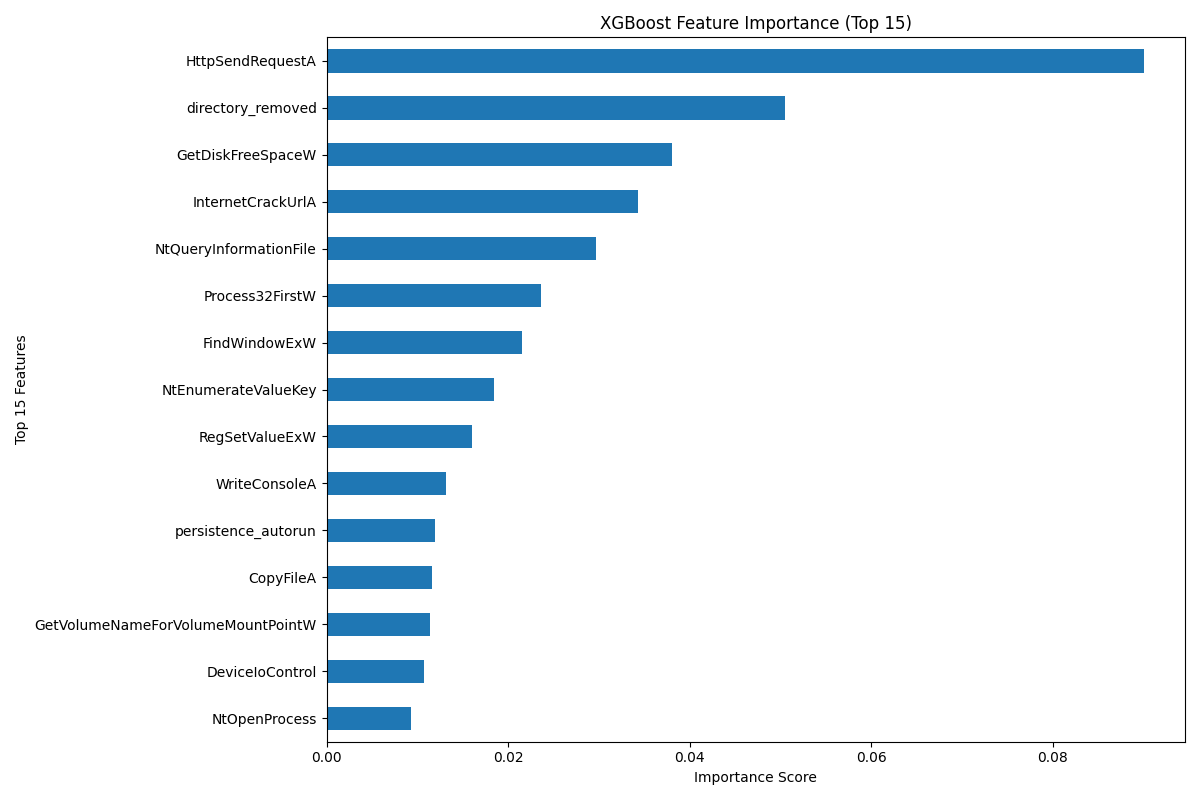 XGBoost Feature Importance (Top 15)
HttpSendRequestA
directory_removed
GetDiskFreeSpaceW
InternetCrackUrlA
NtQueryInformationFile
Process32FirstW
FindWindowExW
NtEnumerateValueKey
RegSetValueExW
WriteConsoleA
persistence_autorun
CopyFileA
GetVolumeNameForVolumeMountPointW
DeviceIoControl
NtOpenProcess
Top 15 Features
0.00 0.02 0.04 0.06 0.08
Importance Score